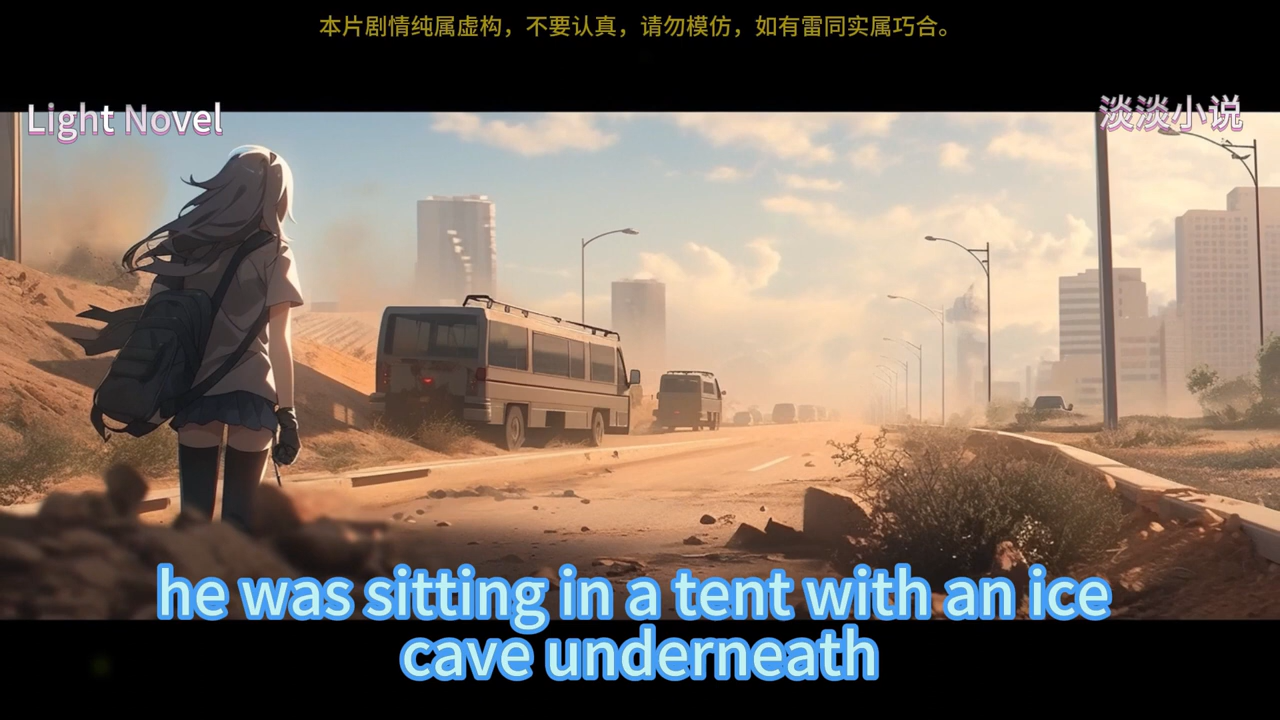 本片剧情纯属虚构，不要认真，请勿模仿，如有雷同实属巧合。
Light Novel
淡淡小说
he was sitting in a tent with an ice
cave underneath